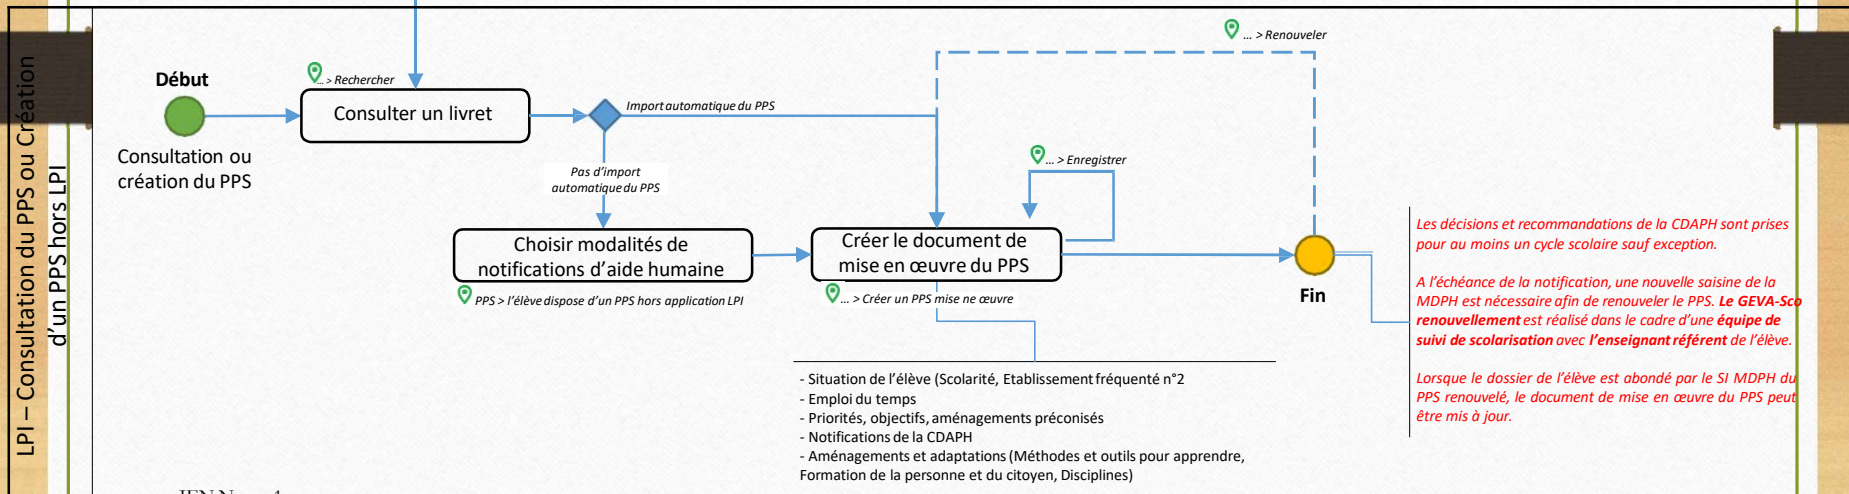 LPI – Consultation du PPS ou Création
d'un PPS hors LPI
... > Renouveler
Début
... > Rechercher
Consulter un livret
Import automatique du PPS
Consultation ou
création du PPS
Pas d'import
automatique du PPS
... > Enregistrer
Choisir modalités de
notifications d'aide humaine
PPS > l'élève dispose d'un PPS hors application LPI
Créer le document de
mise en œuvre du PPS
... > Créer un PPS mise ne œuvre
Fin
Les décisions et recommandations de la CDAPH sont prises
pour au moins un cycle scolaire sauf exception.
A l'échéance de la notification, une nouvelle saisine de la
MDPH est nécessaire afin de renouveler le PPS. Le GEVA-Sco
renouvellement est réalisé dans le cadre d'une équipe de
suivi de scolarisation avec l'enseignant référent de l'élève.
Lorsque le dossier de l'élève est abondé par le SI MDPH du
PPS renouvelé, le document de mise en œuvre du PPS peut
être mis à jour.
- Situation de l'élève (Scolarité, Etablissement fréquenté n°2
- Emploi du temps
- Priorités, objectifs, aménagements préconisés
- Notifications de la CDAPH
- Aménagements et adaptations (Méthodes et outils pour apprendre,
Formation de la personne et du citoyen, Disciplines)